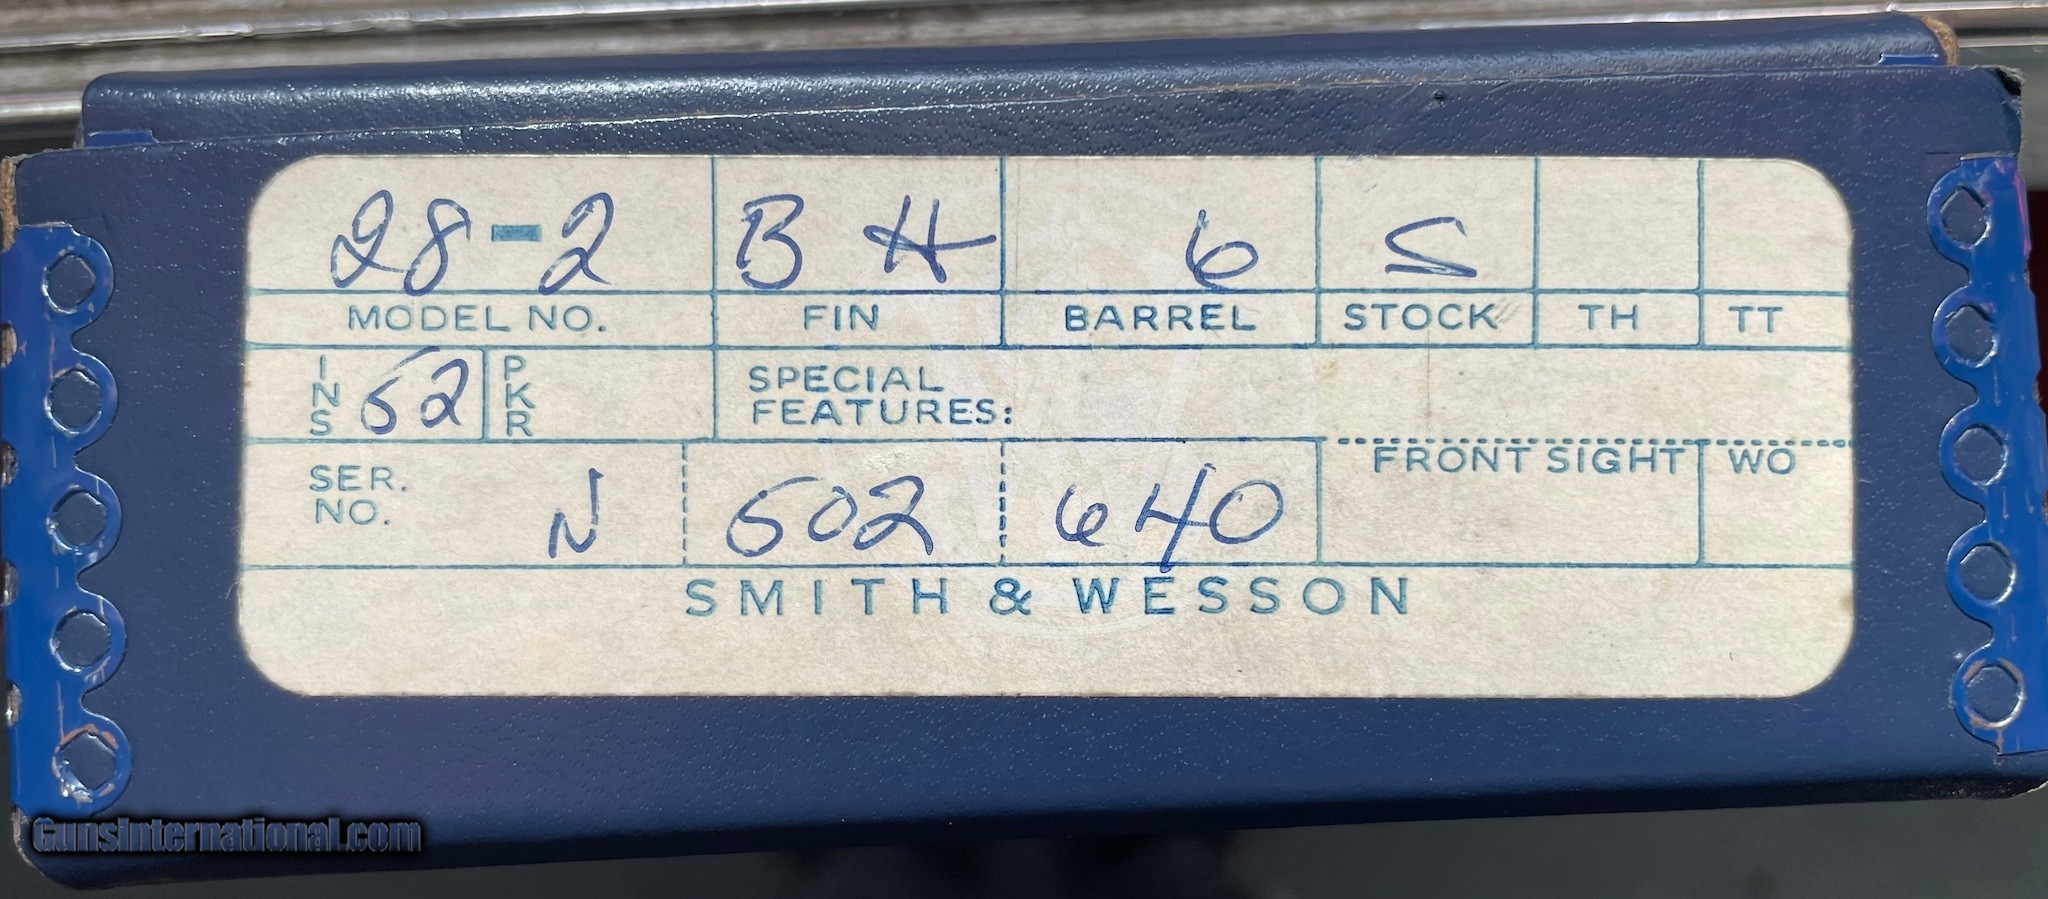 28-2 B H 6 S
MODEL NO. FIN BARREL STOCK TH TT
INS 52 PKR SPECIAL
FEATURES:
SER. FRONT SIGHT WO
NO. N 502 640
SMITH & WESSON
GunsInternational.com